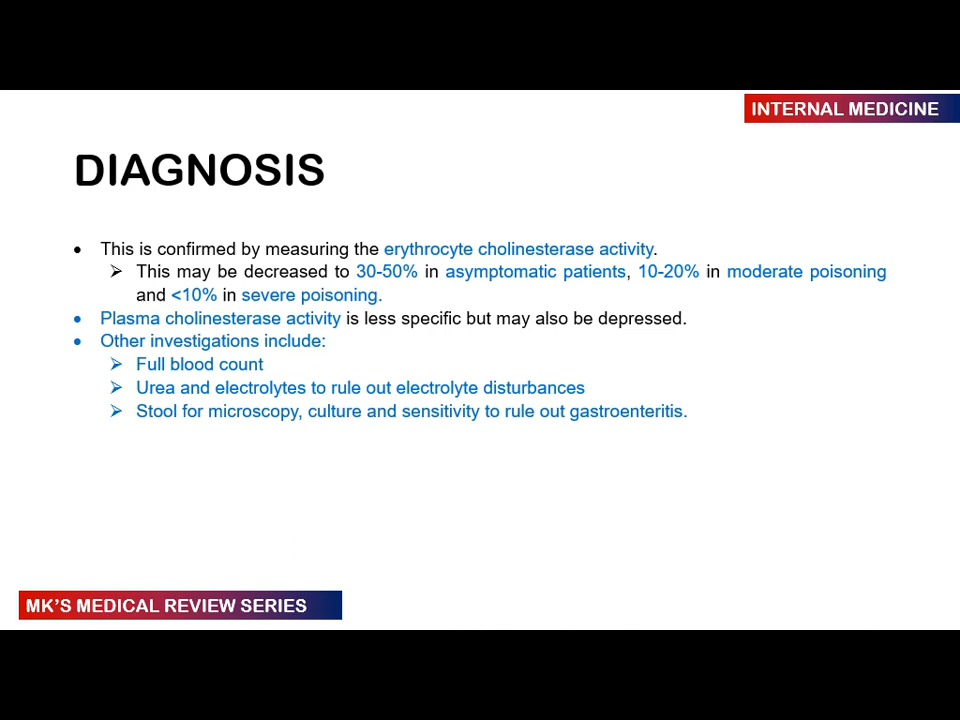 INTERNAL MEDICINE
DIAGNOSIS
• This is confirmed by measuring the erythrocyte cholinesterase activity.
➢ This may be decreased to 30-50% in asymptomatic patients, 10-20% in moderate poisoning
and <10% in severe poisoning.
• Plasma cholinesterase activity is less specific but may also be depressed.
• Other investigations include:
➢ Full blood count
➢ Urea and electrolytes to rule out electrolyte disturbances
➢ Stool for microscopy, culture and sensitivity to rule out gastroenteritis.
MK'S MEDICAL REVIEW SERIES